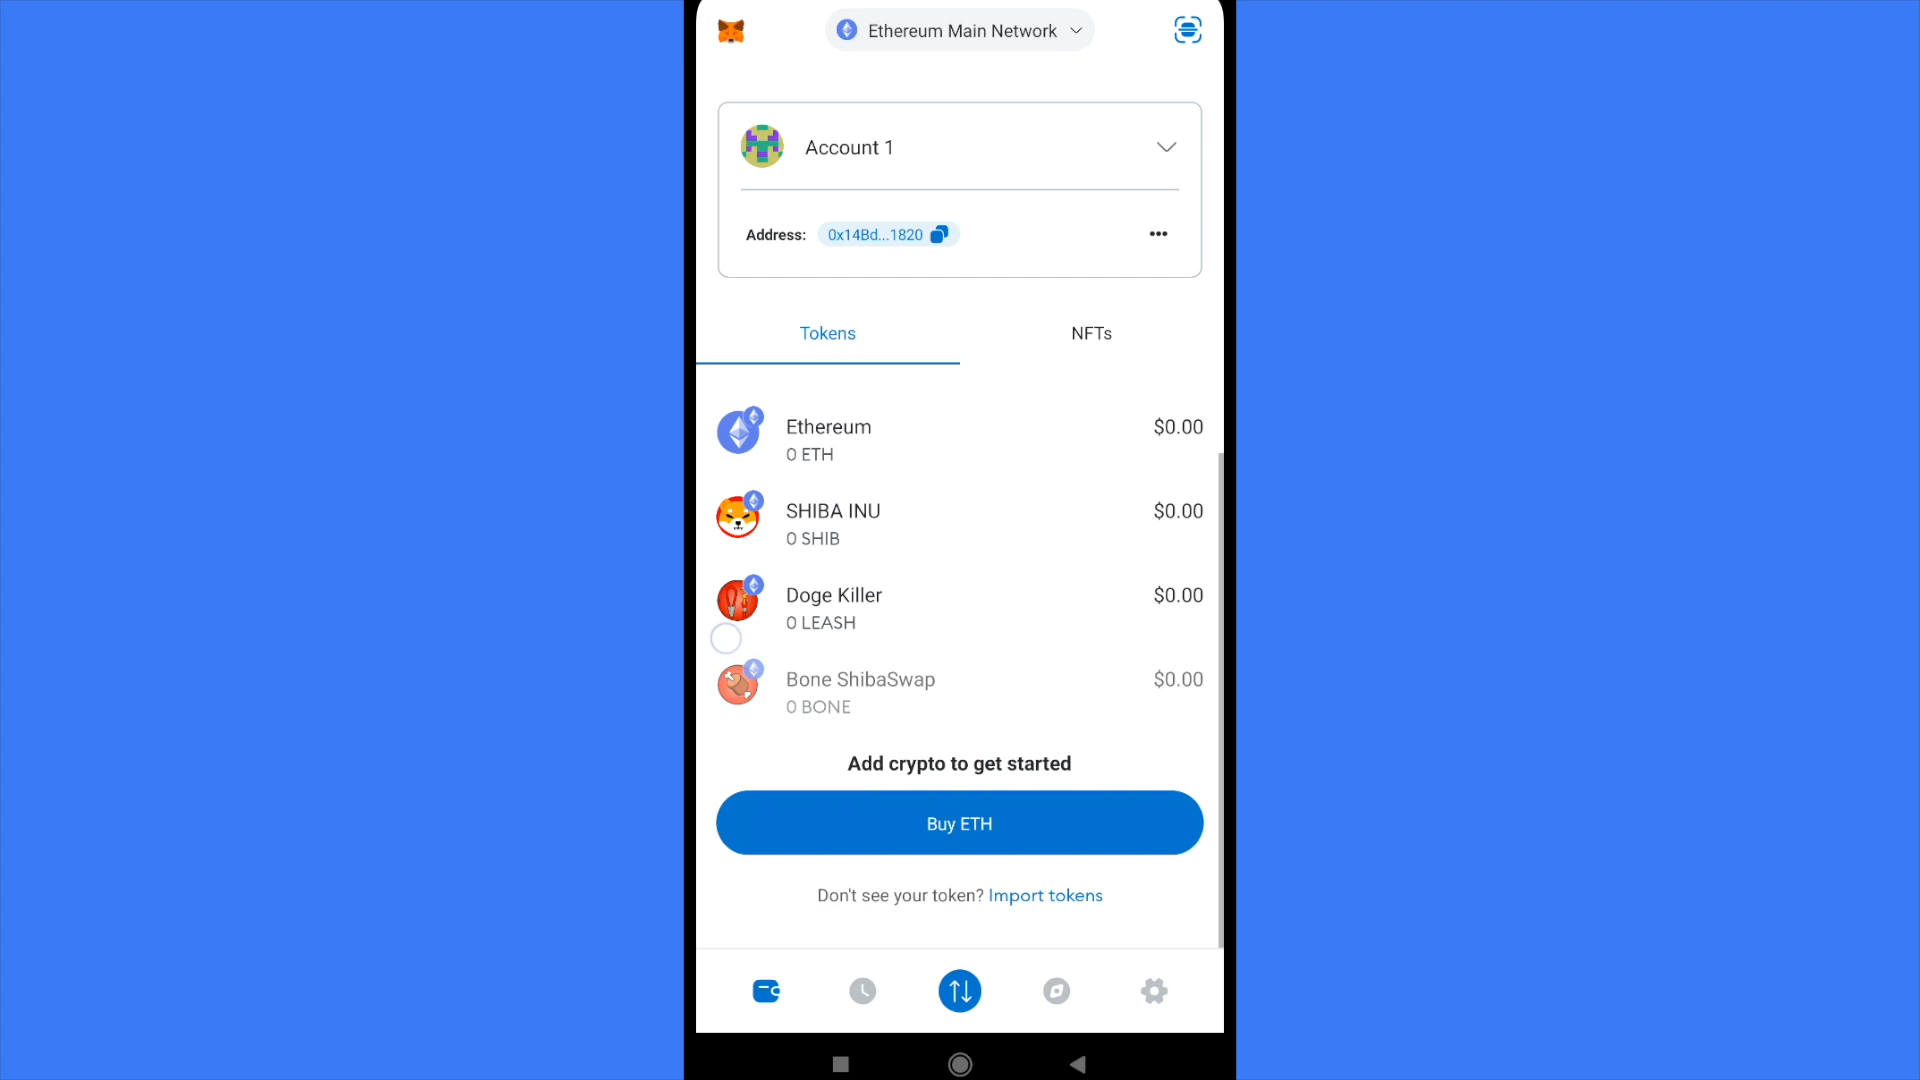 Ethereum Main Network
Account 1
Address: 0x14Bd...1820
Tokens NFTs
Ethereum $0.00
0 ETH
SHIBA INU $0.00
0 SHIB
Doge Killer $0.00
0 LEASH
Bone ShibaSwap $0.00
0 BONE
Add crypto to get started
Buy ETH
Don't see your token? Import tokens